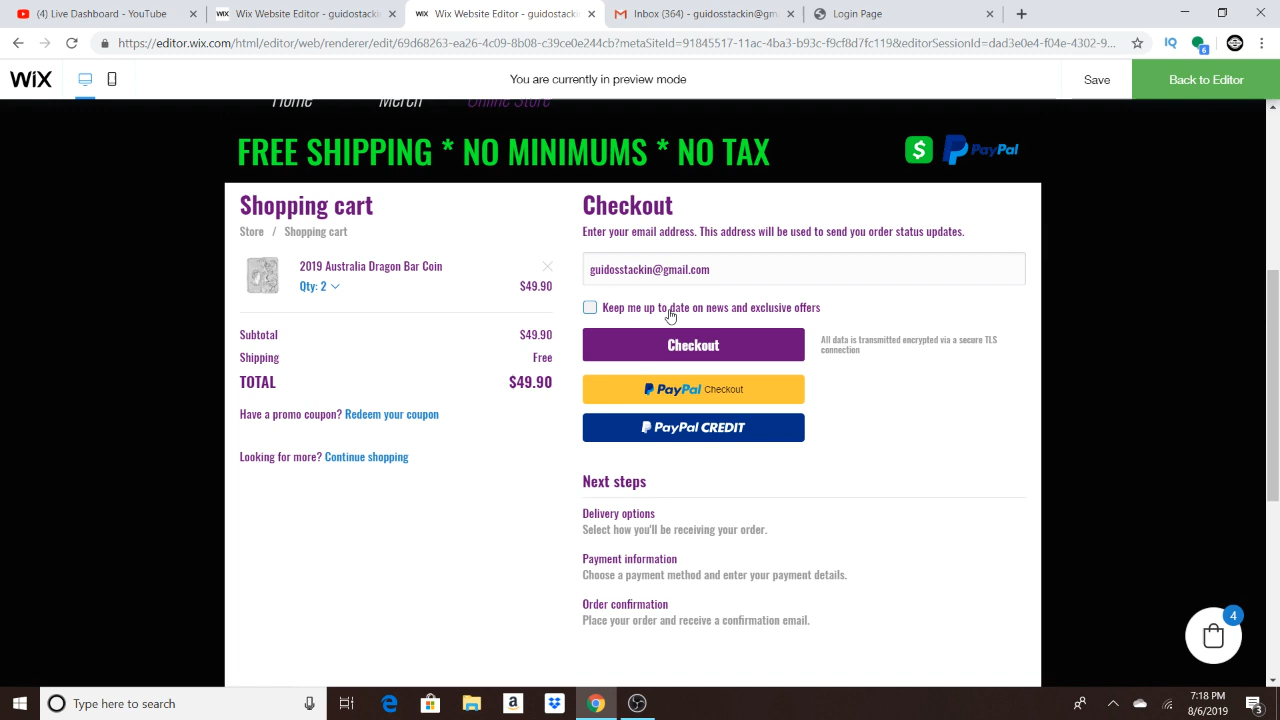 (4) YouTube
WiX Website Editor - guidostack
WiX Website Editor - guidostackin
Inbox - guidosstackin@gm
Login Page
https://editor.wix.com/html/editor/web/renderer/edit/69d68263-ea26-4fd9-b808-c39ce
metaSiteId=91845517-11ac-4ba3-b93c-f9cf8d7fc119&editorSessionId=dad3e0e4-f04e-4302-9...
IQ
6
WiX
You are currently in preview mode
Save
Back to Editor
Home
Merch
Online Store
FREE SHIPPING * NO MINIMUMS * NO TAX
$
PayPal
Shopping cart
Store / Shopping cart
2019 Australia Dragon Bar Coin
Qty: 2
$49.90
Subtotal
$49.90
Shipping
Free
TOTAL
$49.90
Have a promo coupon? Redeem your coupon
Looking for more? Continue shopping
Checkout
Enter your email address. This address will be used to send you order status updates.
guidosstackin@gmail.com
Keep me up to date on news and exclusive offers
Checkout
All data is transmitted encrypted via a secure TLS
connection
PayPal Checkout
PayPal CREDIT
Next steps
Delivery options
Select how you'll be receiving your order.
Payment information
Choose a payment method and enter your payment details.
Order confirmation
Place your order and receive a confirmation email.
4
Type here to search
7:18 PM
8/6/2019
3